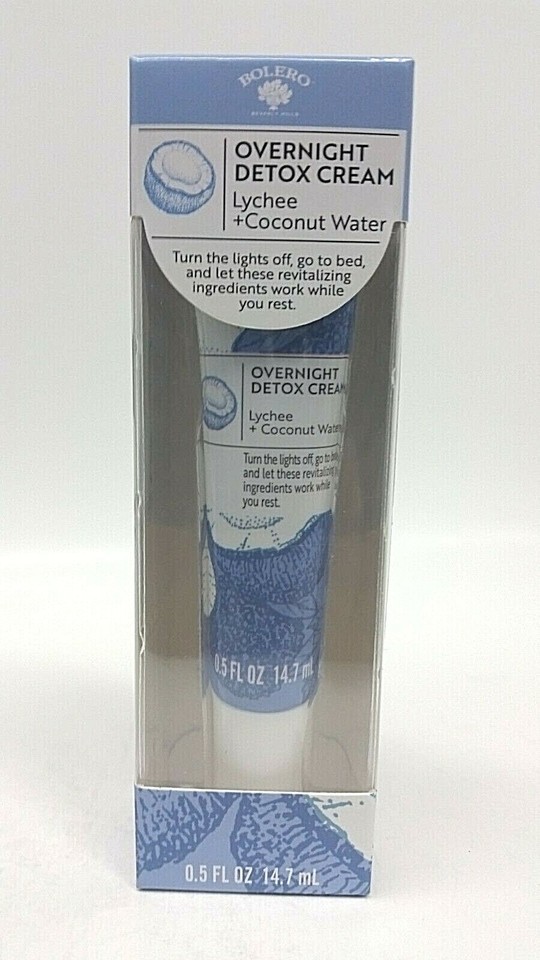 BOLERO
BEVERLY HILLS
OVERNIGHT
DETOX CREAM
Lychee
+Coconut Water
Turn the lights off, go to bed,
and let these revitalizing
ingredients work while
you rest.
OVERNIGHT
DETOX CREAM
Lychee
+ Coconut Water
Turn the lights off, go to bed,
and let these revitalizing
ingredients work while
you rest.
0.5 FL OZ 14.7 mL
0.5 FL OZ 14.7 mL